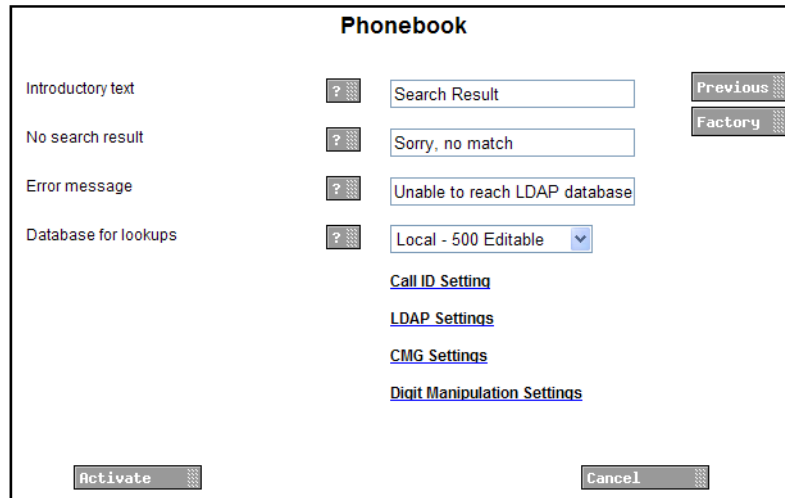 Phonebook
Introductory text ? Search Result Previous
Factory
No search result ? Sorry, no match
Error message ? Unable to reach LDAP database
Database for lookups ? Local - 500 Editable
Call ID Setting
LDAP Settings
CMG Settings
Digit Manipulation Settings
Activate Cancel